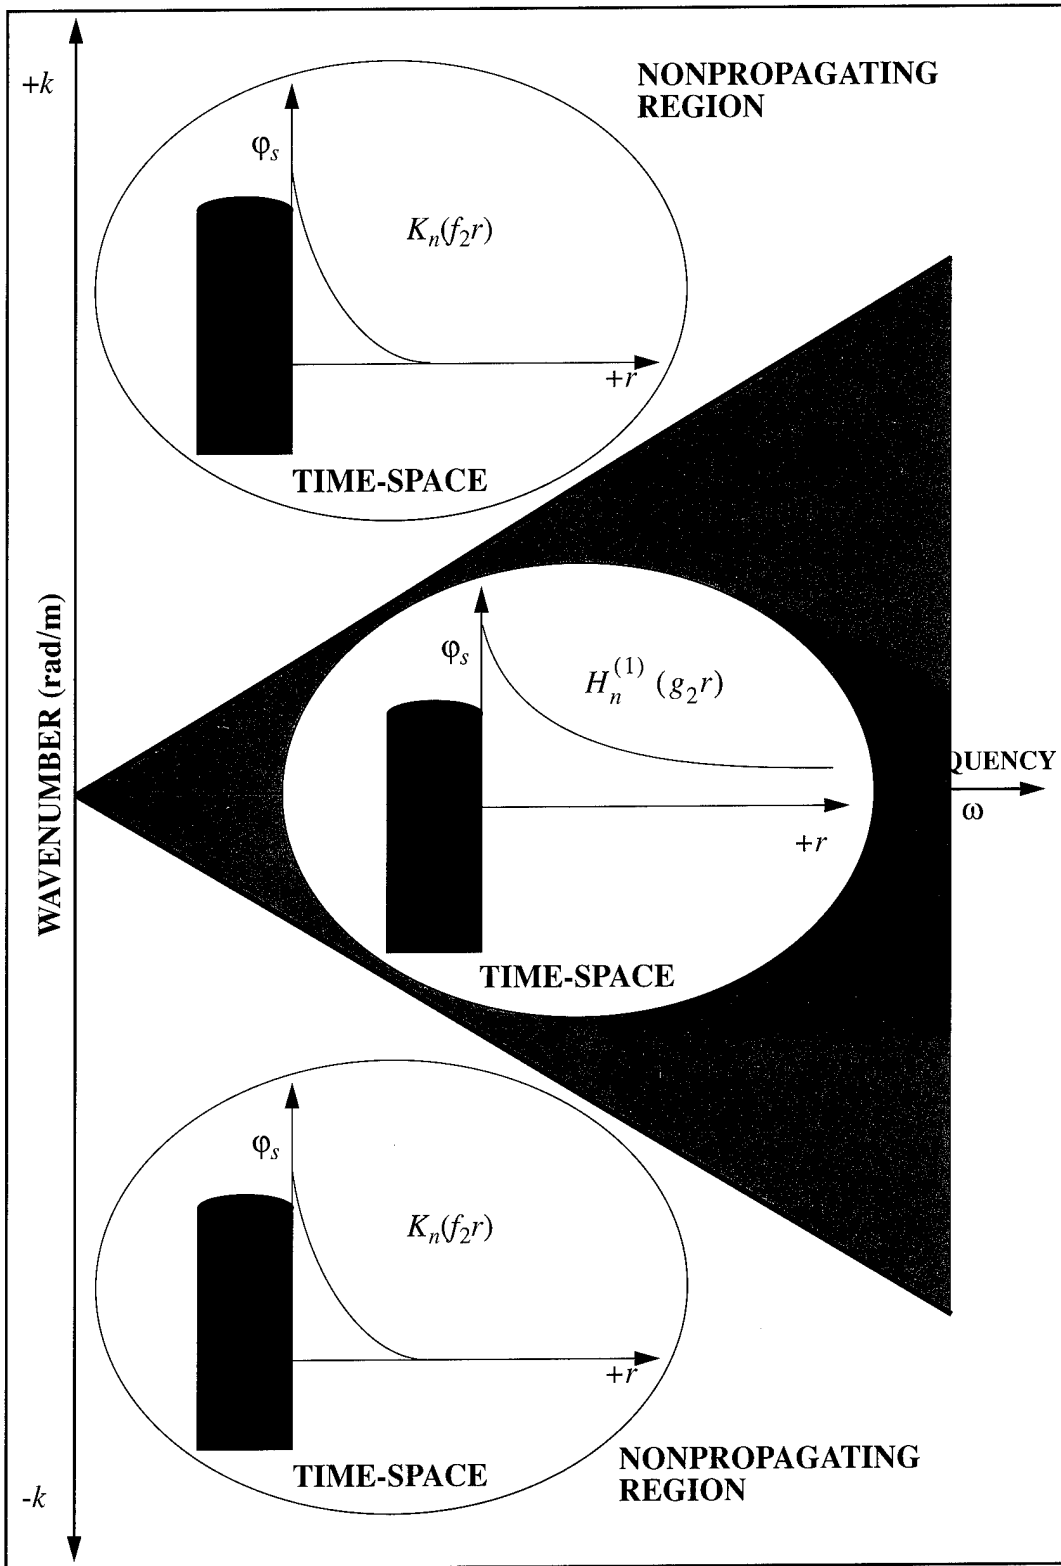 +k
NONPROPAGATING
REGION
φs
Kn(f2r)
+r
TIME-SPACE
WAVENUMBER (rad/m)
φs
Hn(1) (g2r)
QUENCY
ω
+r
TIME-SPACE
φs
Kn(f2r)
+r
TIME-SPACE
NONPROPAGATING
REGION
-k